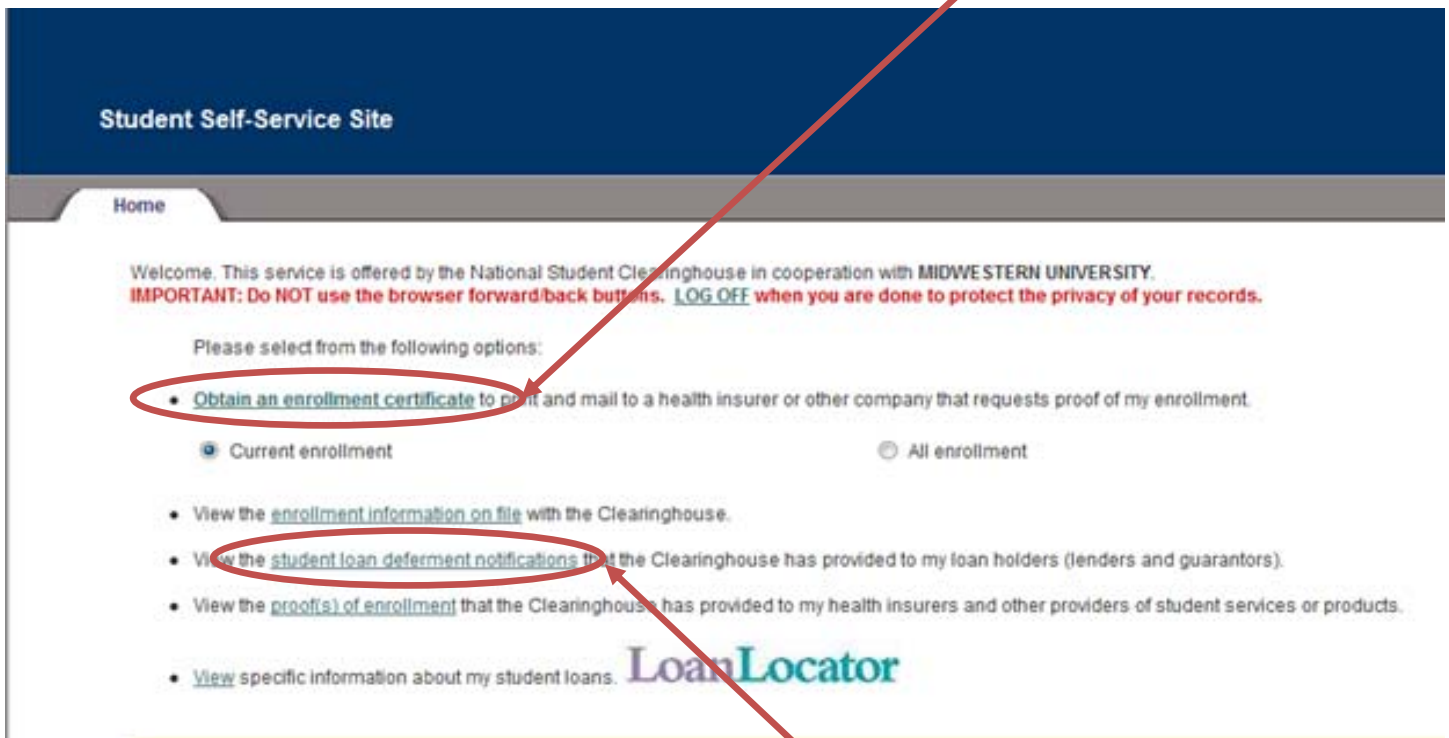 Student Self-Service Site
Home
Welcome. This service is offered by the National Student Clearinghouse in cooperation with MIDWESTERN UNIVERSITY.
IMPORTANT: Do NOT use the browser forward/back buttons. LOG OFF when you are done to protect the privacy of your records.
Please select from the following options:
• Obtain an enrollment certificate to print and mail to a health insurer or other company that requests proof of my enrollment.
Current enrollment All enrollment
• View the enrollment information on file with the Clearinghouse.
• View the student loan deferment notifications that the Clearinghouse has provided to my loan holders (lenders and guarantors).
• View the proof(s) of enrollment that the Clearinghouse has provided to my health insurers and other providers of student services or products.
• View specific information about my student loans. LoanLocator